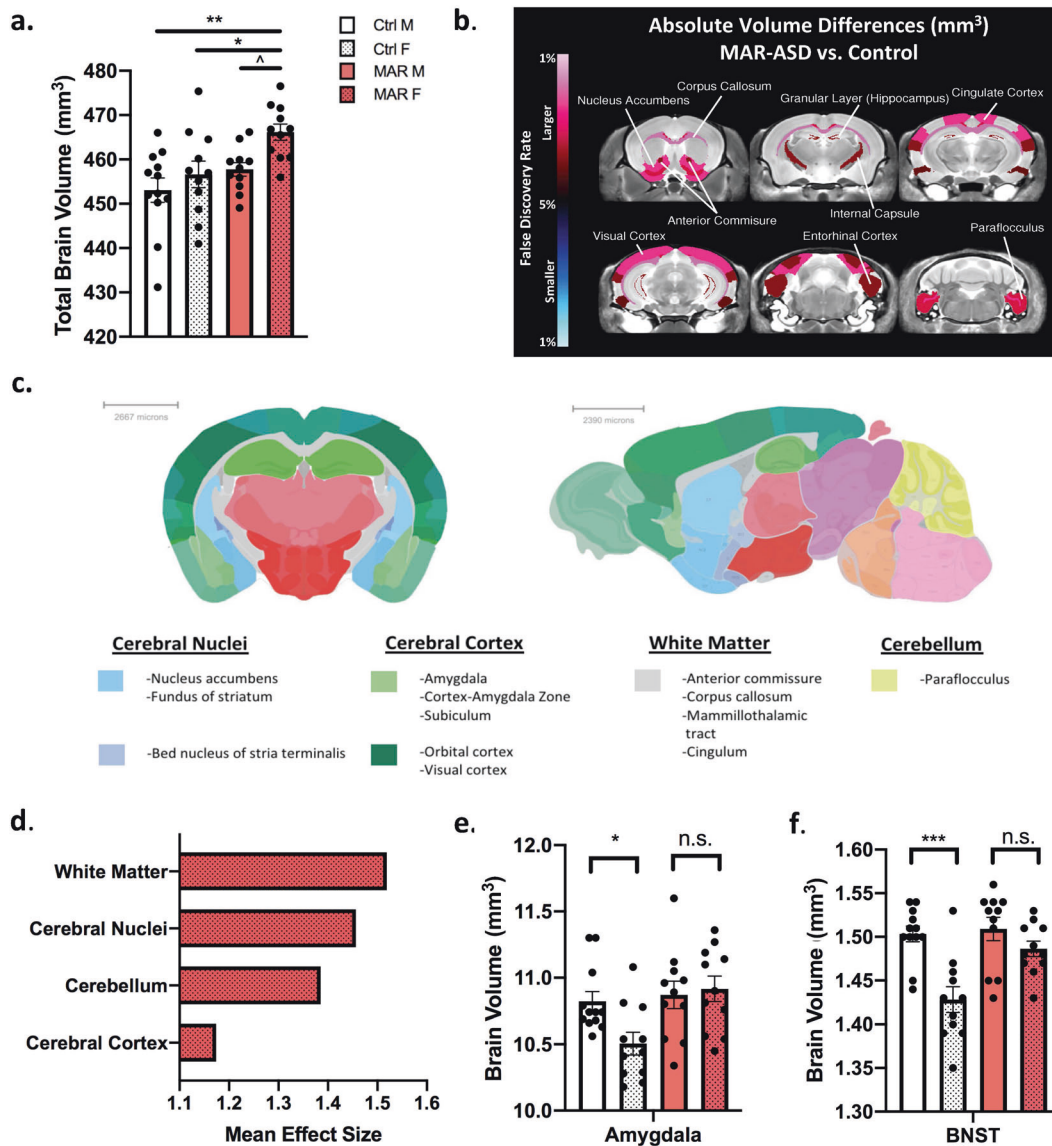 a.
**
*
^
Ctrl M
Ctrl F
MAR M
MAR F
Total Brain Volume (mm³)
480
470
460
450
440
430
420
b.
Absolute Volume Differences (mm³)
MAR-ASD vs. Control
1%
Larger
False Discovery Rate
5%
Smaller
1%
Nucleus Accumbens
Corpus Callosum
Granular Layer (Hippocampus)
Cingulate Cortex
Anterior Commisure
Internal Capsule
Visual Cortex
Entorhinal Cortex
Paraflocculus
c.
2667 microns
2390 microns
Cerebral Nuclei
-Nucleus accumbens
-Fundus of striatum
-Bed nucleus of stria terminalis
Cerebral Cortex
-Amygdala
-Cortex-Amygdala Zone
-Subiculum
-Orbital cortex
-Visual cortex
White Matter
-Anterior commissure
-Corpus callosum
-Mammillothalamic
tract
-Cingulum
Cerebellum
-Paraflocculus
d.
White Matter
Cerebral Nuclei
Cerebellum
Cerebral Cortex
1.1 1.2 1.3 1.4 1.5 1.6
Mean Effect Size
e.
* n.s.
Brain Volume (mm³)
12.0
11.5
11.0
10.5
10.0
Amygdala
f.
*** n.s.
Brain Volume (mm³)
1.60
1.55
1.50
1.45
1.40
1.35
1.30
BNST